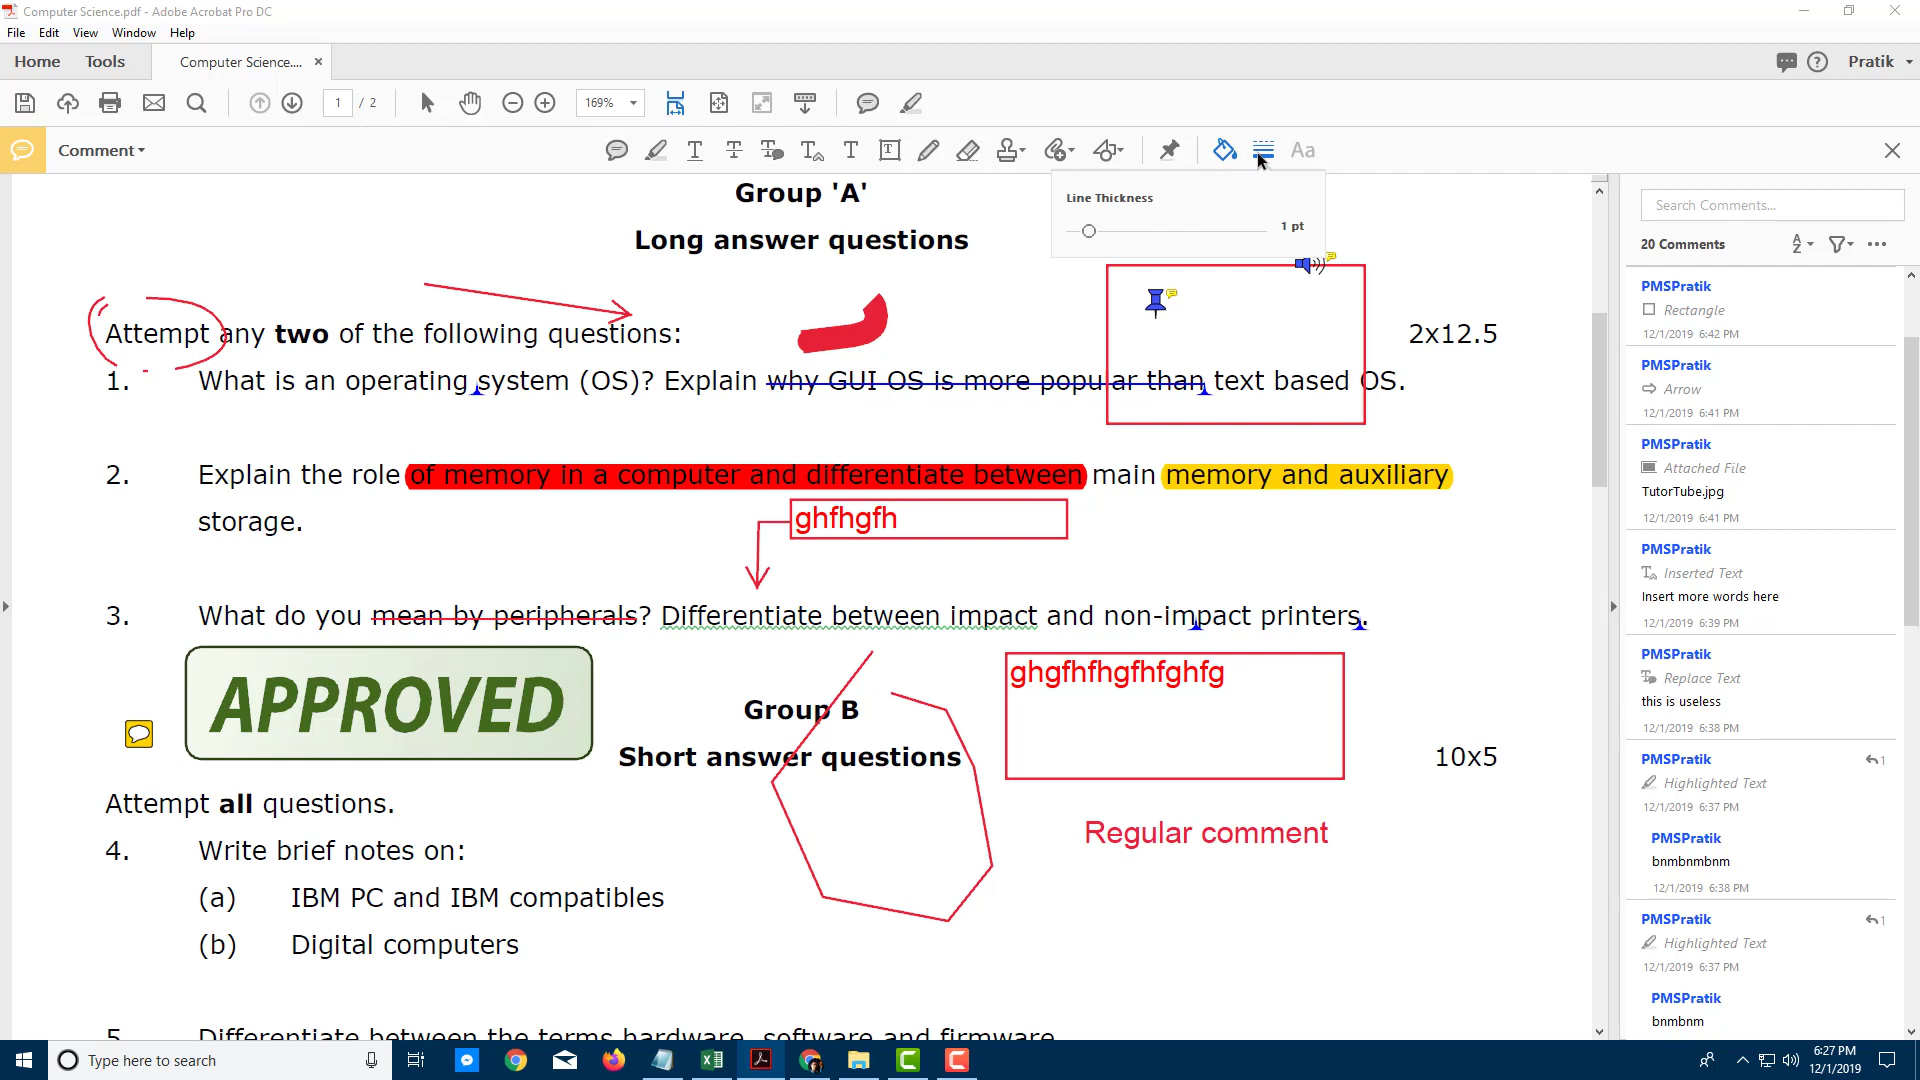 Computer Science.pdf - Adobe Acrobat Pro DC
File Edit View Window Help
Home Tools Computer Science.... × Pratik
1 / 2 169%
Comment Aa
Line Thickness
1 pt
Group 'A'
Long answer questions
Attempt any two of the following questions: 2x12.5
1. What is an operating system (OS)? Explain why GUI OS is more popular than text based OS.
2. Explain the role of memory in a computer and differentiate between main memory and auxiliary
storage.
ghfhgfh
3. What do you mean by peripherals? Differentiate between impact and non-impact printers.
APPROVED
ghgfhfhgfhfghfg
Group B
Short answer questions 10x5
Attempt all questions.
Regular comment
4. Write brief notes on:
(a) IBM PC and IBM compatibles
(b) Digital computers
5. Differentiate between the terms hardware, software and firmware
Search Comments...
20 Comments
PMSPratik
Rectangle
12/1/2019 6:42 PM
PMSPratik
Arrow
12/1/2019 6:41 PM
PMSPratik
Attached File
TutorTube.jpg
12/1/2019 6:41 PM
PMSPratik
Inserted Text
Insert more words here
12/1/2019 6:39 PM
PMSPratik
Replace Text
this is useless
12/1/2019 6:38 PM
PMSPratik 1
Highlighted Text
12/1/2019 6:37 PM
PMSPratik
bnmbnmbnm
12/1/2019 6:38 PM
PMSPratik 1
Highlighted Text
12/1/2019 6:37 PM
PMSPratik
bnmbnm
Type here to search
6:27 PM
12/1/2019